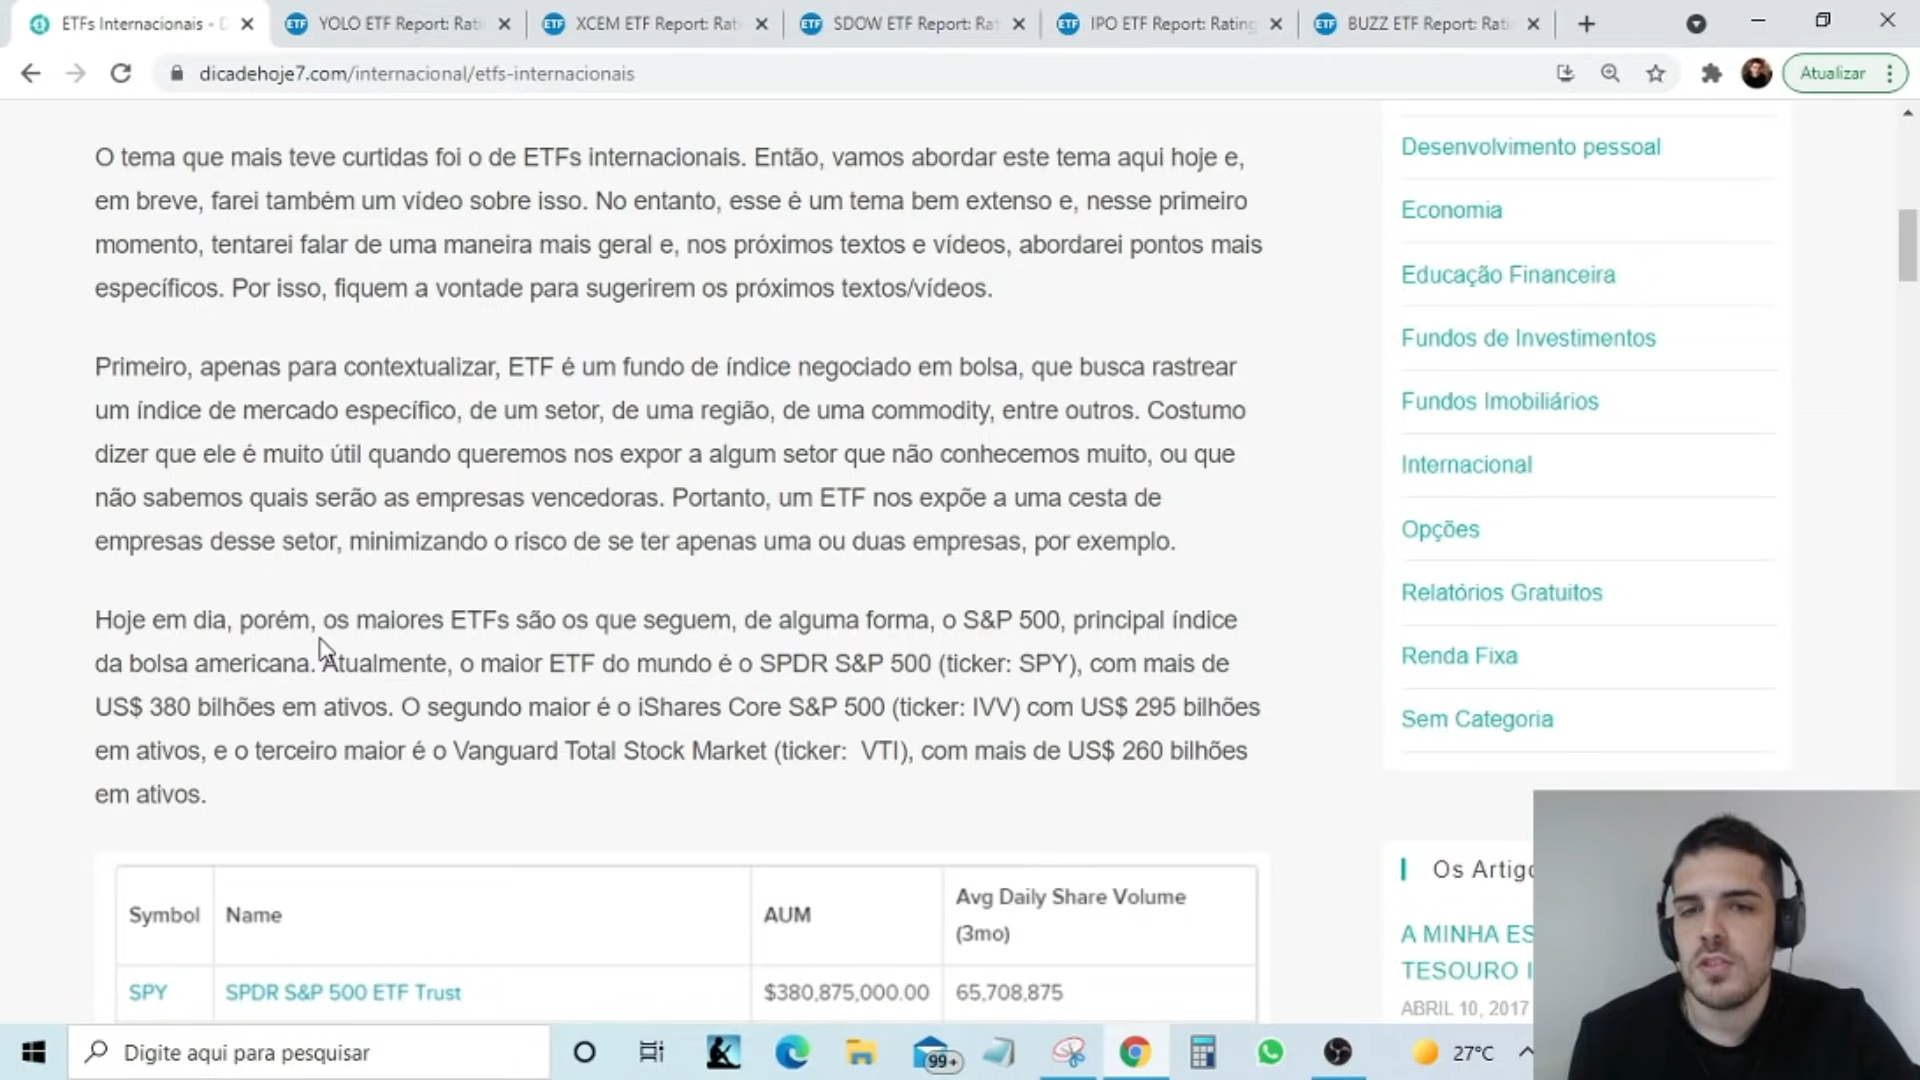 ETFs Internacionais •
YOLO ETF Report: Rati
XCEM ETF Report: Rat
SDOW ETF Report: Rat
IPO ETF Report: Rating
BUZZ ETF Report: Rati
dicadehoje7.com/internacional/etfs-internacionais
Atualizar
O tema que mais teve curtidas foi o de ETFs internacionais. Então, vamos abordar este tema aqui hoje e,
em breve, farei também um vídeo sobre isso. No entanto, esse é um tema bem extenso e, nesse primeiro
momento, tentarei falar de uma maneira mais geral e, nos próximos textos e vídeos, abordarei pontos mais
específicos. Por isso, fiquem a vontade para sugerirem os próximos textos/vídeos.
Primeiro, apenas para contextualizar, ETF é um fundo de índice negociado em bolsa, que busca rastrear
um índice de mercado específico, de um setor, de uma região, de uma commodity, entre outros. Costumo
dizer que ele é muito útil quando queremos nos expor a algum setor que não conhecemos muito, ou que
não sabemos quais serão as empresas vencedoras. Portanto, um ETF nos expõe a uma cesta de
empresas desse setor, minimizando o risco de se ter apenas uma ou duas empresas, por exemplo.
Hoje em dia, porém, os maiores ETFs são os que seguem, de alguma forma, o S&P 500, principal índice
da bolsa americana. Atualmente, o maior ETF do mundo é o SPDR S&P 500 (ticker: SPY), com mais de
US$ 380 bilhões em ativos. O segundo maior é o iShares Core S&P 500 (ticker: IVV) com US$ 295 bilhões
em ativos, e o terceiro maior é o Vanguard Total Stock Market (ticker: VTI), com mais de US$ 260 bilhões
em ativos.
Symbol Name AUM Avg Daily Share Volume
(3mo)
SPY SPDR S&P 500 ETF Trust $380,875,000.00 65,708,875
Desenvolvimento pessoal
Economia
Educação Financeira
Fundos de Investimentos
Fundos Imobiliários
Internacional
Opções
Relatórios Gratuitos
Renda Fixa
Sem Categoria
Os Artig
A MINHA ES
TESOURO I
ABRIL 10, 2017
Digite aqui para pesquisar
99+
27°C